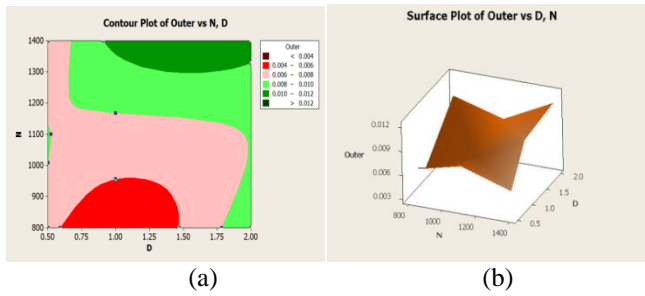 Contour Plot of Outer vs N, D
1400
1300
1200
1100
1000
900
800
N
0.50
0.75
1.00
1.25
1.50
1.75
2.00
D
Outer
< 0.004
0.004 – 0.006
0.006 – 0.008
0.008 – 0.010
0.010 – 0.012
> 0.012
(a)
Surface Plot of Outer vs D, N
0.012
0.009
Outer
0.006
0.003
800
1000
1200
1400
N
0.5
1.0
1.5
2.0
D
(b)